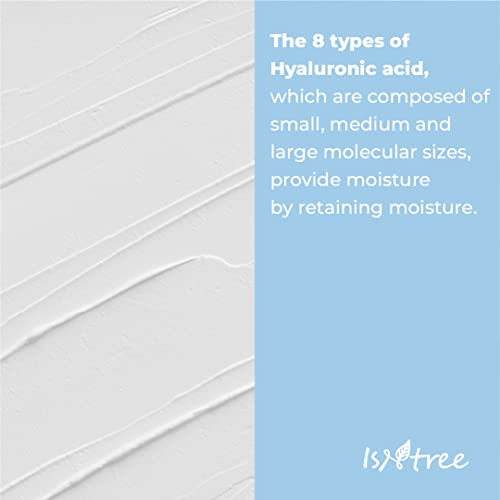 The 8 types of
Hyaluronic acid,
which are composed of
small, medium and
large molecular sizes,
provide moisture
by retaining moisture.
IsNtree